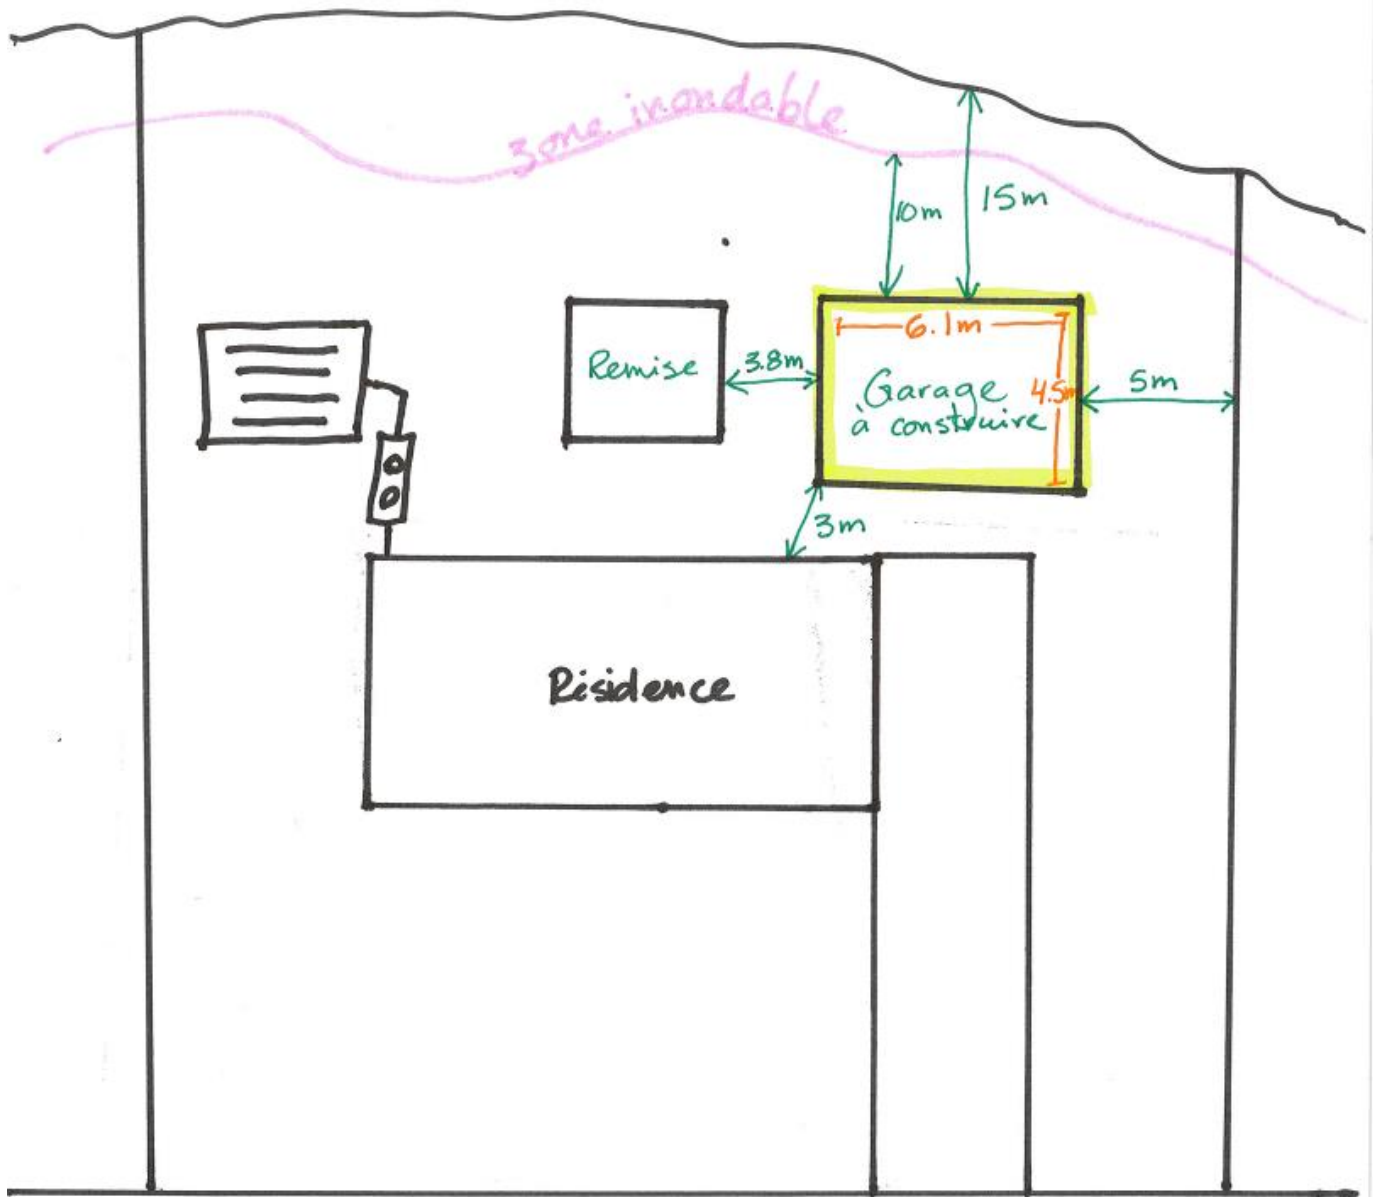 zone inondable
10m
15m
Remise
3.8m
6.1m
Garage
à construire
4.5m
5m
3m
Résidence